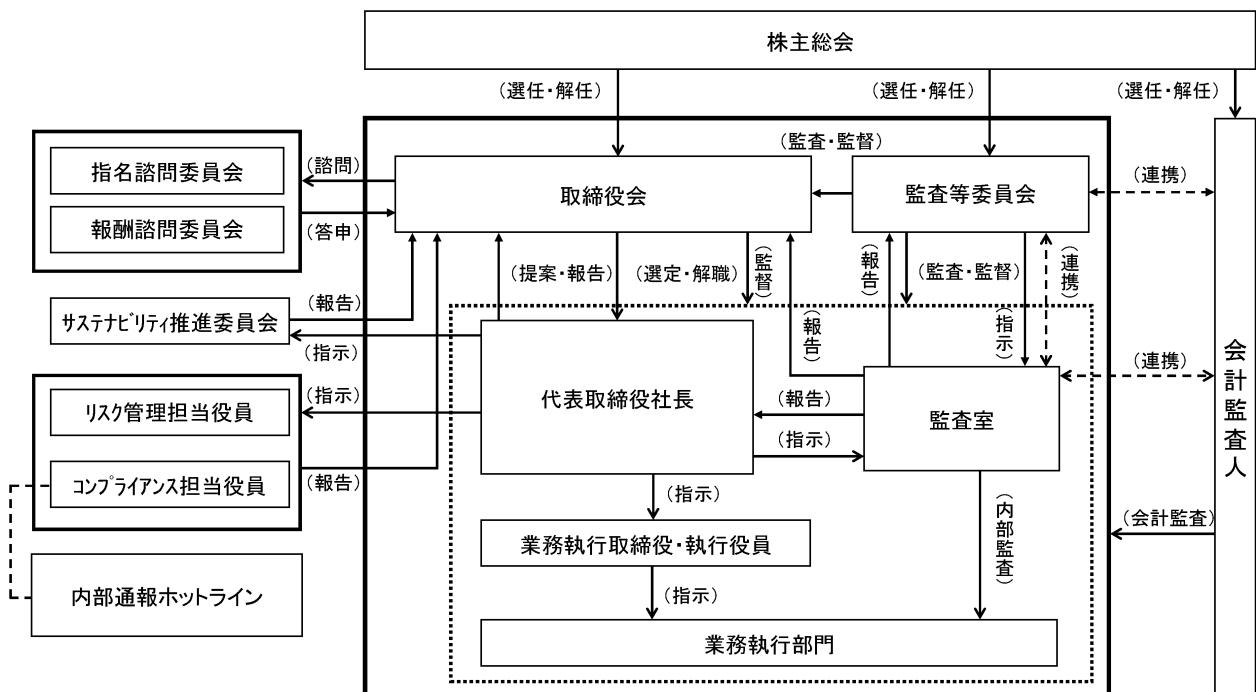 株主総会
（選任・解任）
（選任・解任）
（選任・解任）
指名諮問委員会
報酬諮問委員会
（諮問）
（答申）
取締役会
（監査・監督）
監査等委員会
（連携）
サステナビリティ推進委員会
（報告）
（指示）
（提案・報告）
（選定・解職）
（監督）
（報告）
（報告）
（監査・監督）
（指示）
（連携）
（連携）
会計監査人
リスク管理担当役員
コンプライアンス担当役員
（指示）
（報告）
代表取締役社長
（報告）
（指示）
監査室
（指示）
（内部監査）
（会計監査）
業務執行取締役・執行役員
内部通報ホットライン
（指示）
業務執行部門